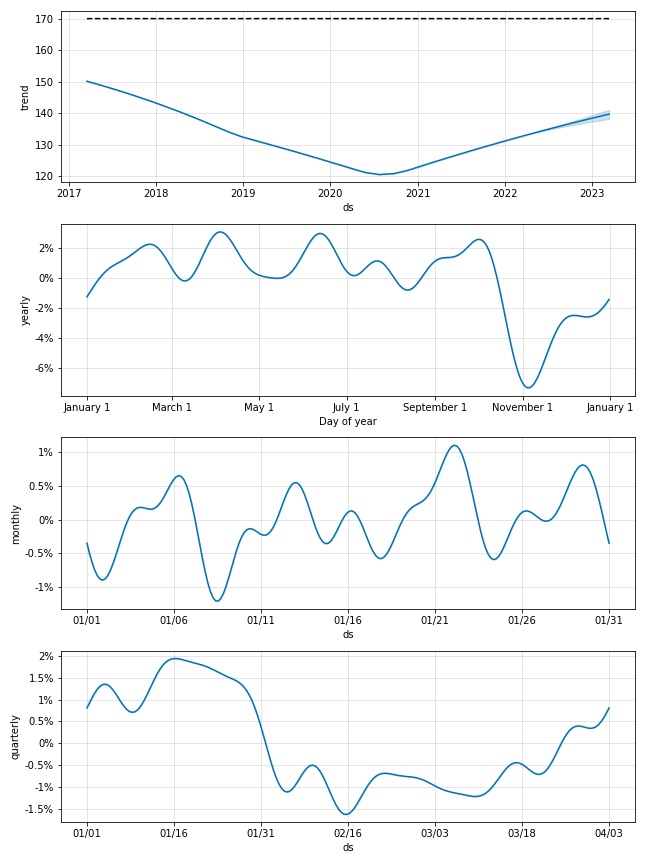 170
160
150
140
130
120
trend
2017 2018 2019 2020 2021 2022 2023
ds
2%
0%
-2%
-4%
-6%
yearly
January 1 March 1 May 1 July 1 September 1 November 1 January 1
Day of year
1%
0.5%
0%
-0.5%
-1%
monthly
01/01 01/06 01/11 01/16 01/21 01/26 01/31
ds
2%
1.5%
1%
0.5%
0%
-0.5%
-1%
-1.5%
quarterly
01/01 01/16 01/31 02/16 03/03 03/18 04/03
ds